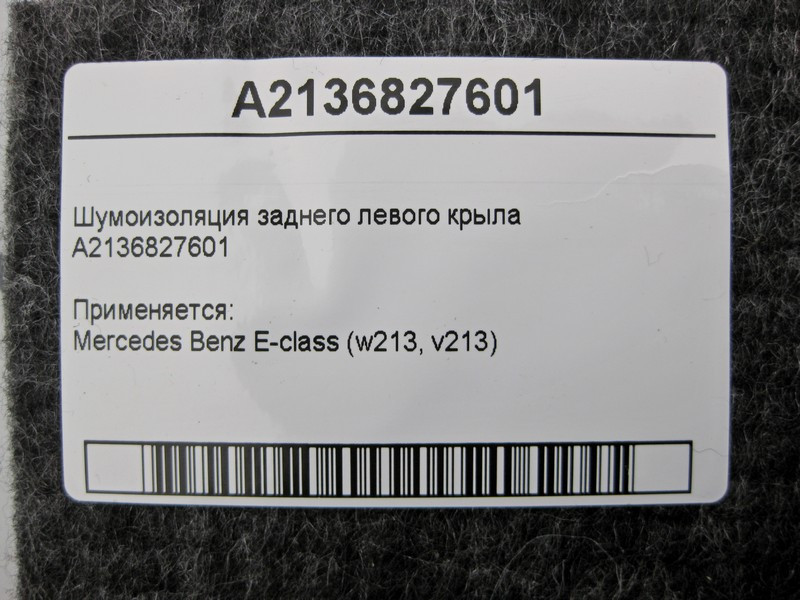 A2136827601
Шумоизоляция заднего левого крыла
A2136827601
Применяется:
Mercedes Benz E-class (w213, v213)